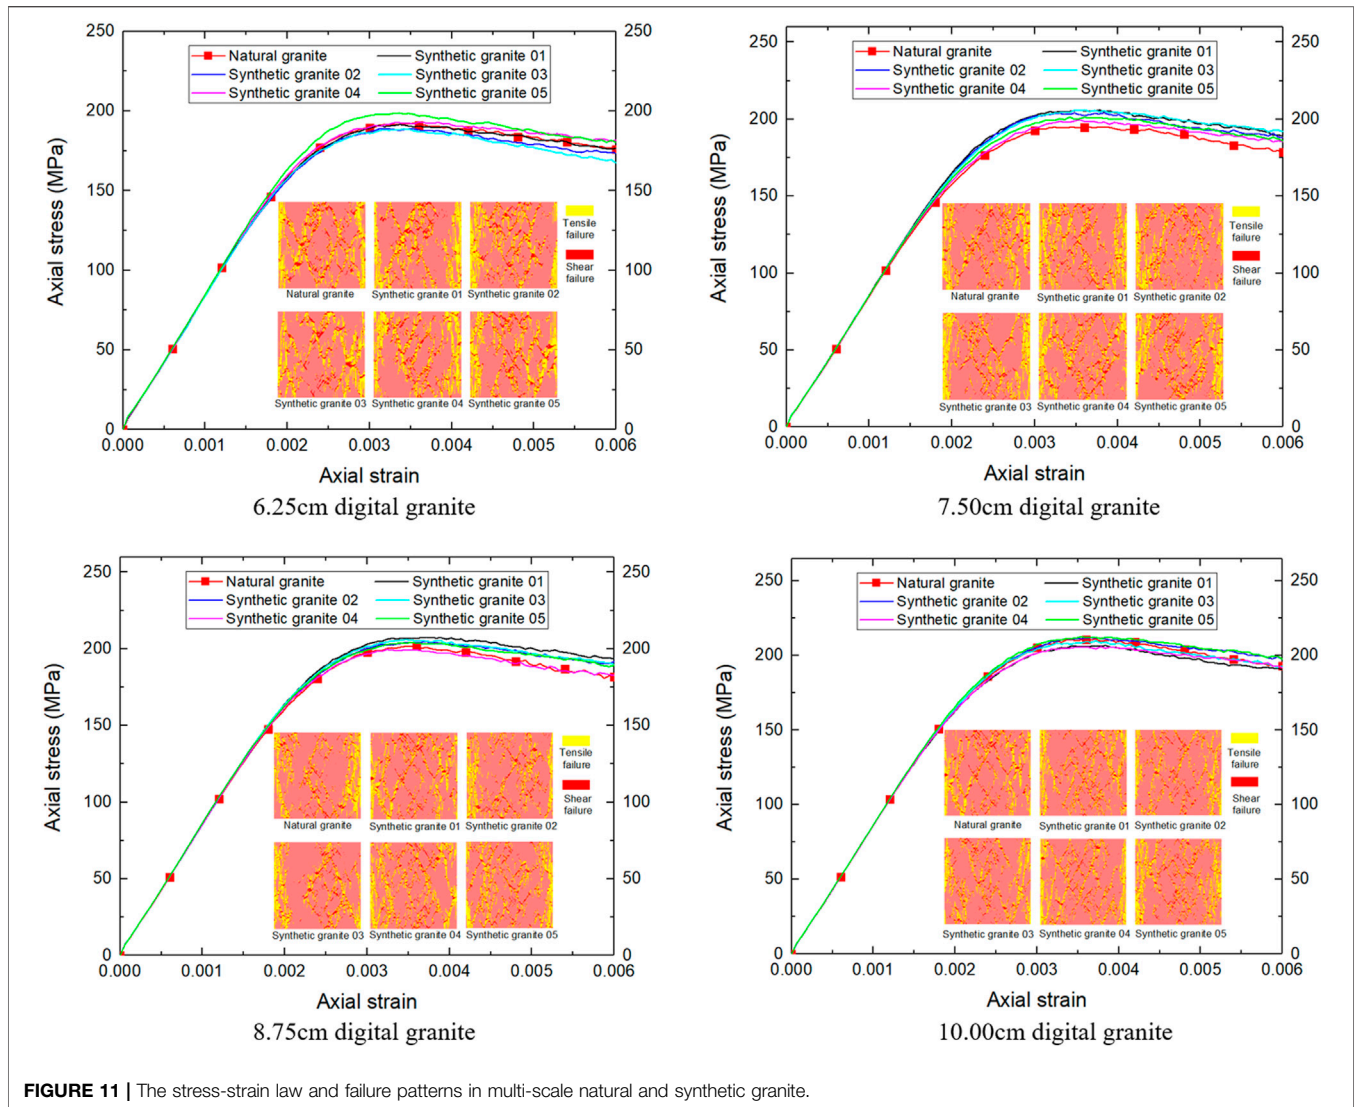 250
200
150
100
50
0
250
200
150
100
50
0
Axial stress (MPa)
Natural granite
Synthetic granite 01
Synthetic granite 02
Synthetic granite 03
Synthetic granite 04
Synthetic granite 05
Tensile
failure
Shear
failure
Natural granite
Synthetic granite 01
Synthetic granite 02
Synthetic granite 03
Synthetic granite 04
Synthetic granite 05
0.000 0.001 0.002 0.003 0.004 0.005 0.006
Axial strain
6.25cm digital granite
250
200
150
100
50
0
250
200
150
100
50
0
Axial stress (MPa)
Natural granite
Synthetic granite 01
Synthetic granite 02
Synthetic granite 03
Synthetic granite 04
Synthetic granite 05
Tensile
failure
Shear
failure
Natural granite
Synthetic granite 01
Synthetic granite 02
Synthetic granite 03
Synthetic granite 04
Synthetic granite 05
0.000 0.001 0.002 0.003 0.004 0.005 0.006
Axial strain
7.50cm digital granite
250
200
150
100
50
0
250
200
150
100
50
0
Axial stress (MPa)
Natural granite
Synthetic granite 01
Synthetic granite 02
Synthetic granite 03
Synthetic granite 04
Synthetic granite 05
Tensile
failure
Shear
failure
Natural granite
Synthetic granite 01
Synthetic granite 02
Synthetic granite 03
Synthetic granite 04
Synthetic granite 05
0.000 0.001 0.002 0.003 0.004 0.005 0.006
Axial strain
8.75cm digital granite
250
200
150
100
50
0
250
200
150
100
50
0
Axial stress (MPa)
Natural granite
Synthetic granite 01
Synthetic granite 02
Synthetic granite 03
Synthetic granite 04
Synthetic granite 05
Tensile
failure
Shear
failure
Natural granite
Synthetic granite 01
Synthetic granite 02
Synthetic granite 03
Synthetic granite 04
Synthetic granite 05
0.000 0.001 0.002 0.003 0.004 0.005 0.006
Axial strain
10.00cm digital granite
FIGURE 11 | The stress-strain law and failure patterns in multi-scale natural and synthetic granite.